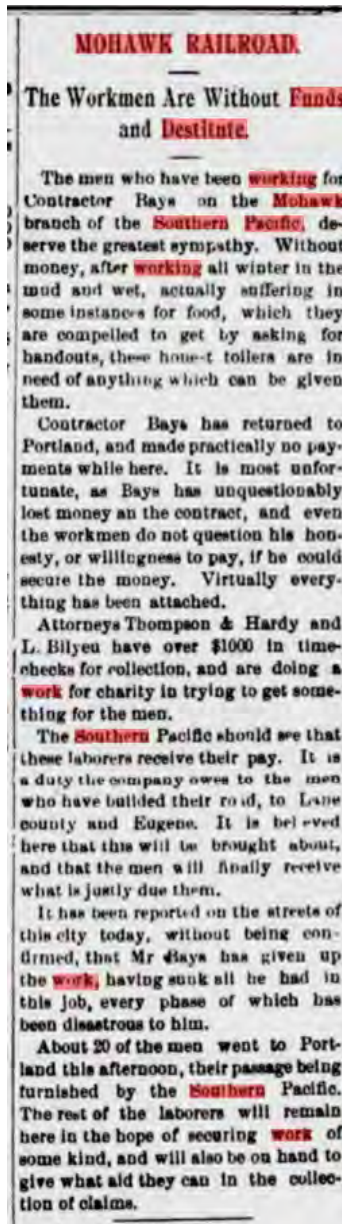 MOHAWK RAILROAD.
The Workmen Are Without Funds
and Destitute.
The men who have been working for
Contractor Bays on the Mohawk
branch of the Southern Pacific, de-
serve the greatest sympathy. Without
money, after working all winter in the
mud and wet, actually suffering in
some instances for food, which they
are compelled to get by asking for
handouts, these honest toilers are in
need of anything which can be given
them.
Contractor Bays has returned to
Portland, and made practically no pay-
ments while here. It is most unfor-
tunate, as Bays has unquestionably
lost money an the contract, and even
the workmen do not question his hon-
esty, or willingness to pay, if he could
secure the money. Virtually every-
thing has been attached.
Attorneys Thompson & Hardy and
L. Bilyeu have over $1000 in time-
checks for collection, and are doing a
work for charity in trying to get some-
thing for the men.
The Southern Pacific should see that
these laborers receive their pay. It is
a duty the company owes to the men
who have builded their road, to Lane
county and Eugene. It is believed
here that this will be brought about,
and that the men will finally receive
what is justly due them.
It has been reported on the streets of
this city today, without being con-
firmed, that Mr Bays has given up
the work, having sunk all he had in
this job, every phase of which has
been disastrous to him.
About 20 of the men went to Port-
land this afternoon, their passage being
furnished by the Southern Pacific.
The rest of the laborers will remain
here in the hope of securing work of
some kind, and will also be on hand to
give what aid they can in the collec-
tion of claims.